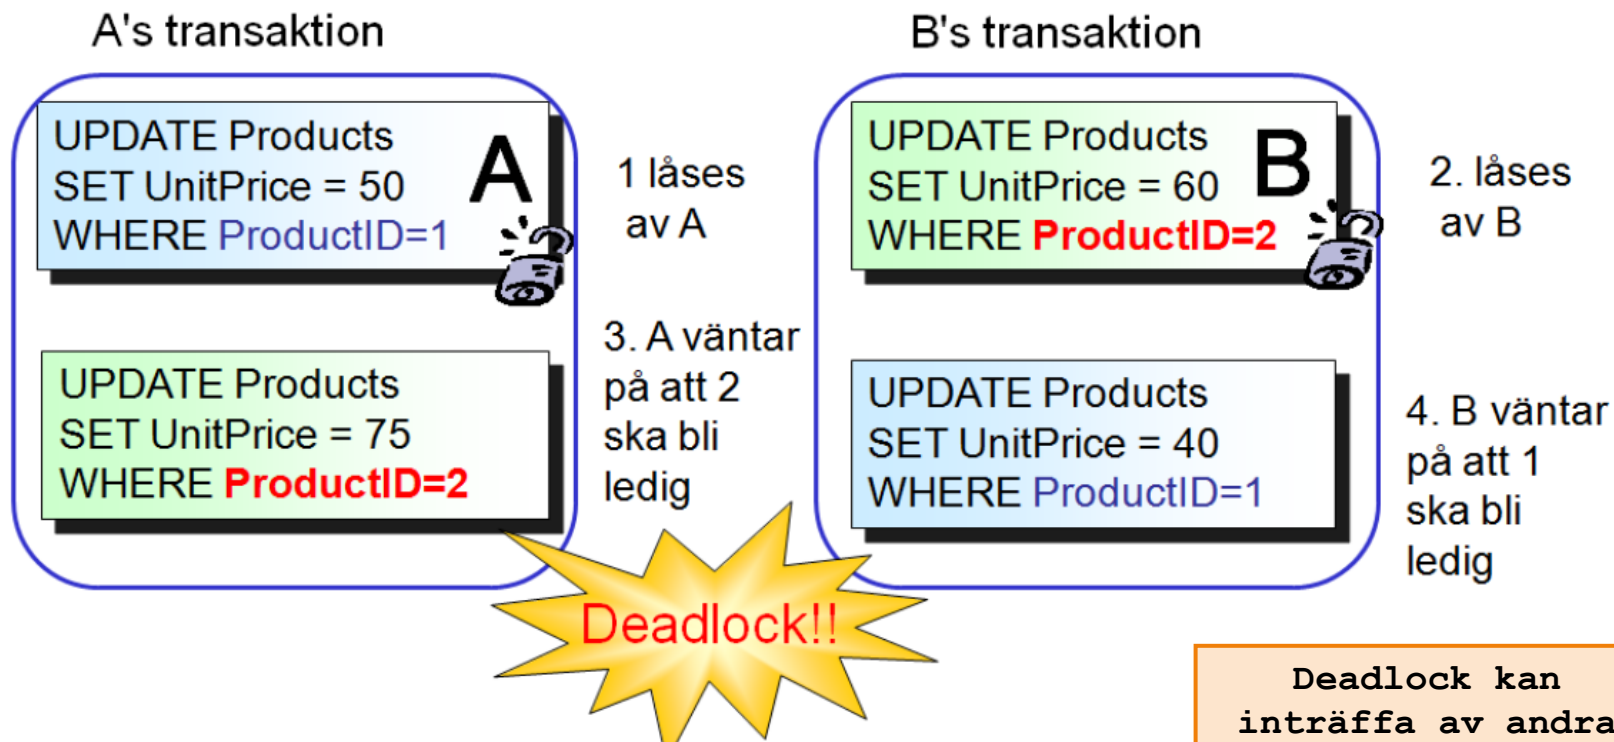 A's transaktion
UPDATE Products
SET UnitPrice = 50
WHERE ProductID=1
A
1 låses
av A
UPDATE Products
SET UnitPrice = 75
WHERE ProductID=2
3. A väntar
på att 2
ska bli
ledig
B's transaktion
UPDATE Products
SET UnitPrice = 60
WHERE ProductID=2
B
2. låses
av B
UPDATE Products
SET UnitPrice = 40
WHERE ProductID=1
4. B väntar
på att 1
ska bli
ledig
Deadlock!!
Deadlock kan
inträffa av andra